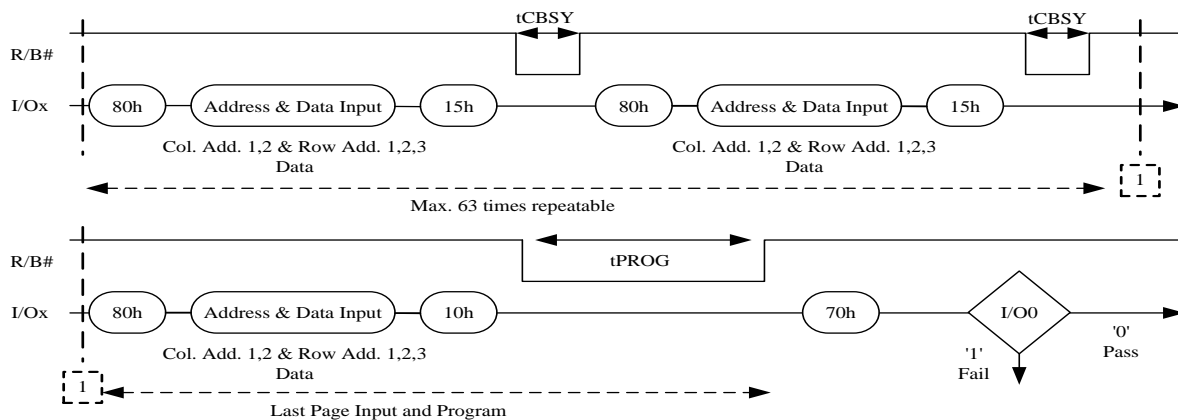 tCBSY tCBSY
R/B#
I/Ox 80h Address & Data Input 15h 80h Address & Data Input 15h
Col. Add. 1,2 & Row Add. 1,2,3 Col. Add. 1,2 & Row Add. 1,2,3
Data Data
1
Max. 63 times repeatable
R/B#
tPROG
I/Ox 80h Address & Data Input 10h 70h I/O0
'0'
Pass
Col. Add. 1,2 & Row Add. 1,2,3
Data
'1'
Fail
1
Last Page Input and Program